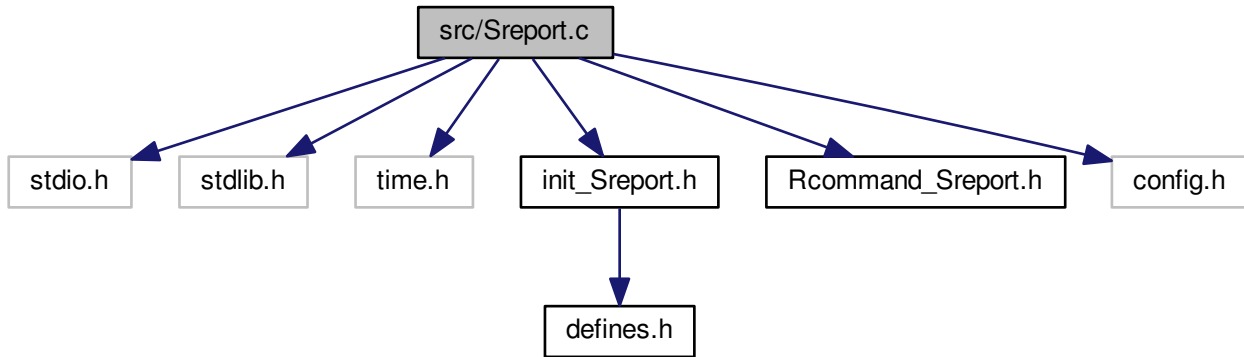 src/Sreport.c
stdio.h
stdlib.h
time.h
init_Sreport.h
Rcommand_Sreport.h
config.h
defines.h